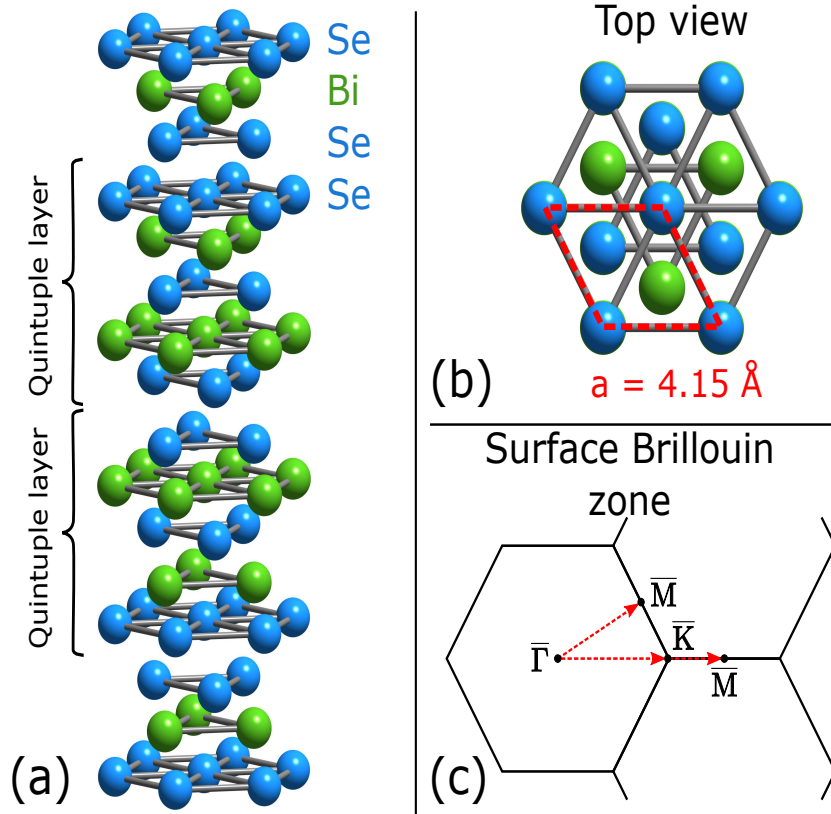 Se
Bi
Se
Se
Quintuple layer
Quintuple layer
(a)
Top view
(b)
a = 4.15 Å
Surface Brillouin
zone
M̅
Γ̅
K̅
M̅
(c)